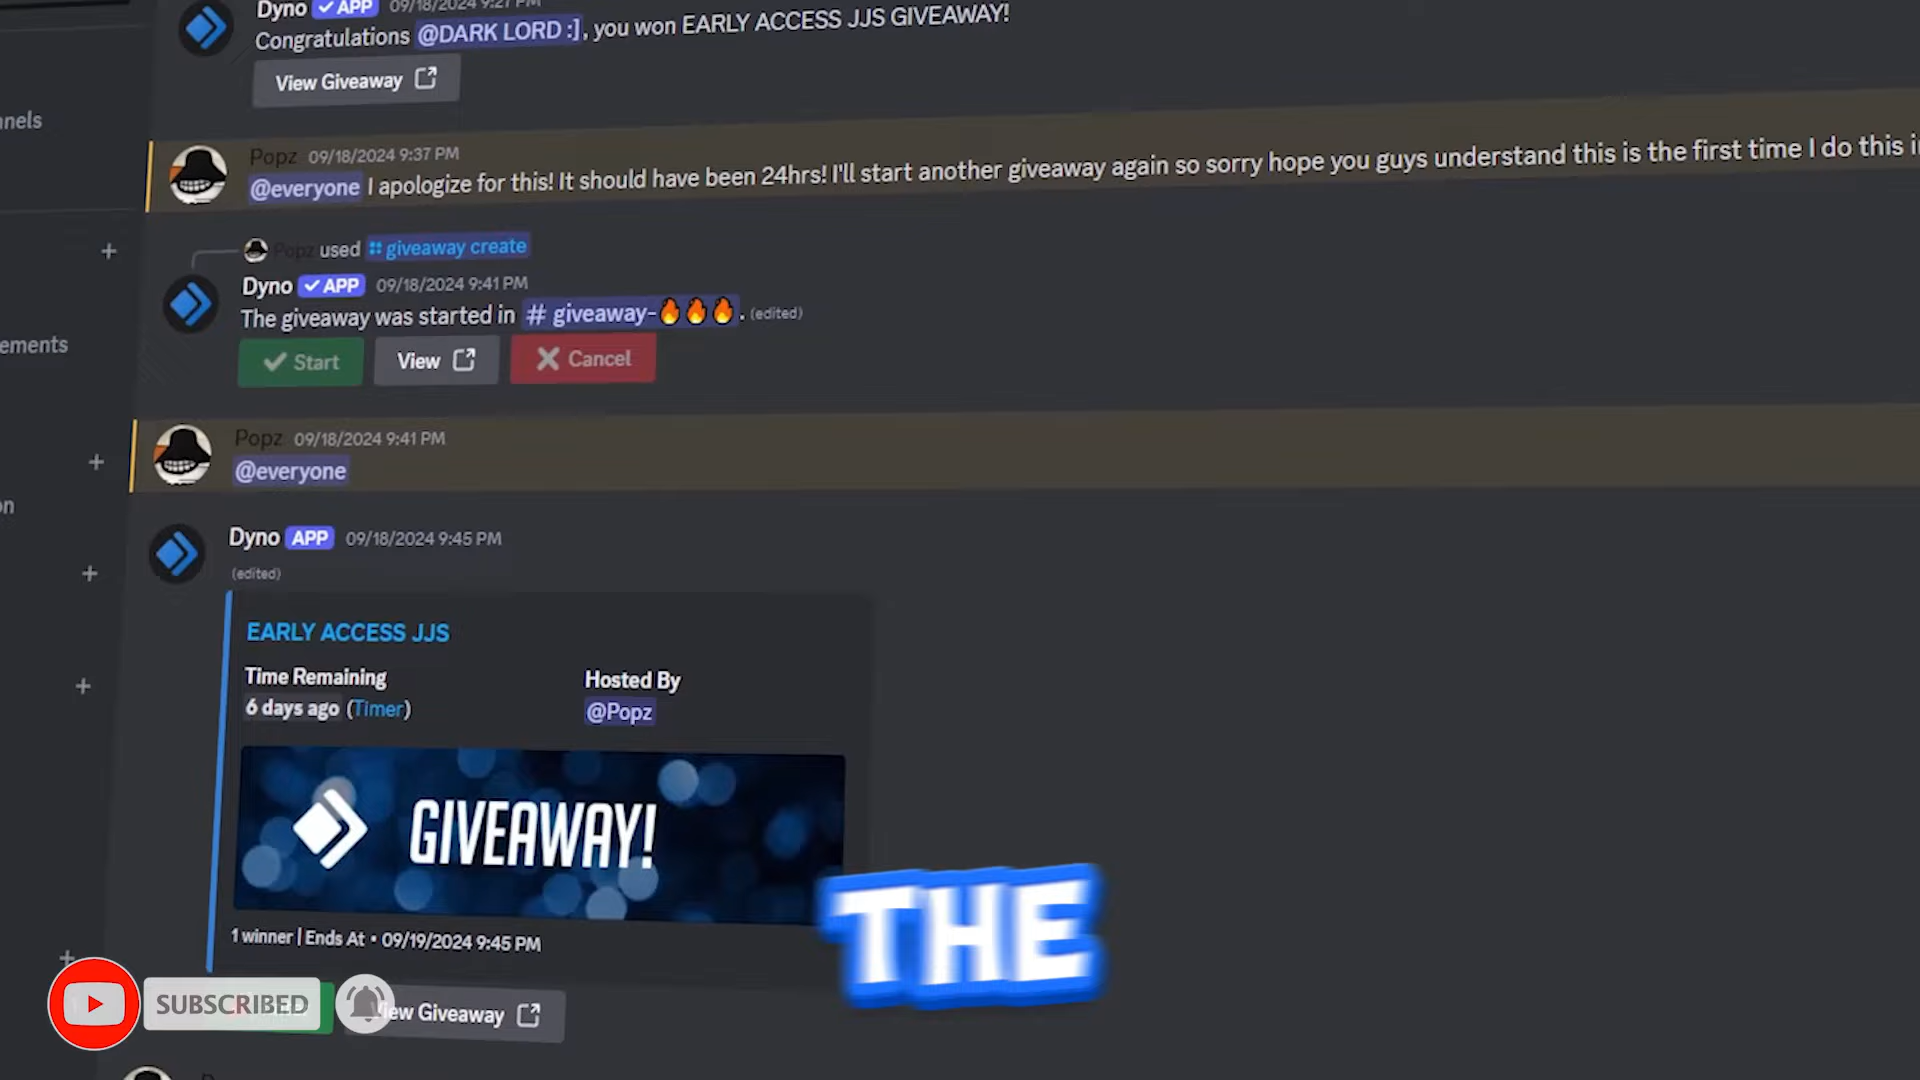 Dyno ✓ APP 09/18/2024 9:27 PM
Congratulations @DARK LORD :], you won EARLY ACCESS JJS GIVEAWAY!
View Giveaway
nnels
Popz 09/18/2024 9:37 PM
@everyone I apologize for this! It should have been 24hrs! I'll start another giveaway again so sorry hope you guys understand this is the first time I do this i
Popz used giveaway create
Dyno ✓ APP 09/18/2024 9:41 PM
The giveaway was started in # giveaway-🔥🔥🔥. (edited)
ements
Start
View
Cancel
Popz 09/18/2024 9:41 PM
@everyone
on
Dyno APP 09/18/2024 9:45 PM
(edited)
EARLY ACCESS JJS
Time Remaining
Hosted By
6 days ago (Timer)
@Popz
GIVEAWAY!
THE
1 winner | Ends At • 09/19/2024 9:45 PM
SUBSCRIBED
View Giveaway